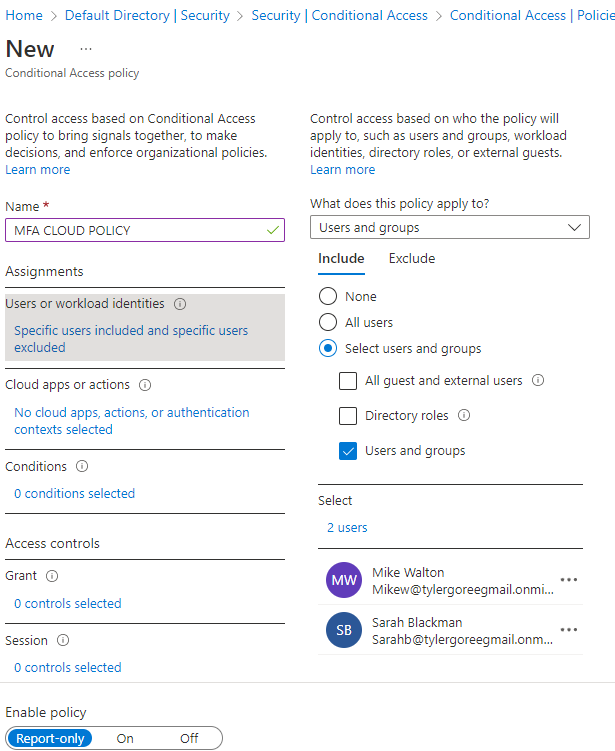 Home > Default Directory | Security > Security | Conditional Access > Conditional Access | Policie
New ...
Conditional Access policy
Control access based on Conditional Access
policy to bring signals together, to make
decisions, and enforce organizational policies.
Learn more
Name *
MFA CLOUD POLICY
Assignments
Users or workload identities
Specific users included and specific users
excluded
Cloud apps or actions
No cloud apps, actions, or authentication
contexts selected
Conditions
0 conditions selected
Access controls
Grant
0 controls selected
Session
0 controls selected
Control access based on who the policy will
apply to, such as users and groups, workload
identities, directory roles, or external guests.
Learn more
What does this policy apply to?
Users and groups
Include Exclude
None
All users
Select users and groups
All guest and external users
Directory roles
Users and groups
Select
2 users
MW Mike Walton
Mikew@tylergoreegmail.onmi...
SB Sarah Blackman
Sarahb@tylergoreegmail.onm...
Enable policy
Report-only On Off